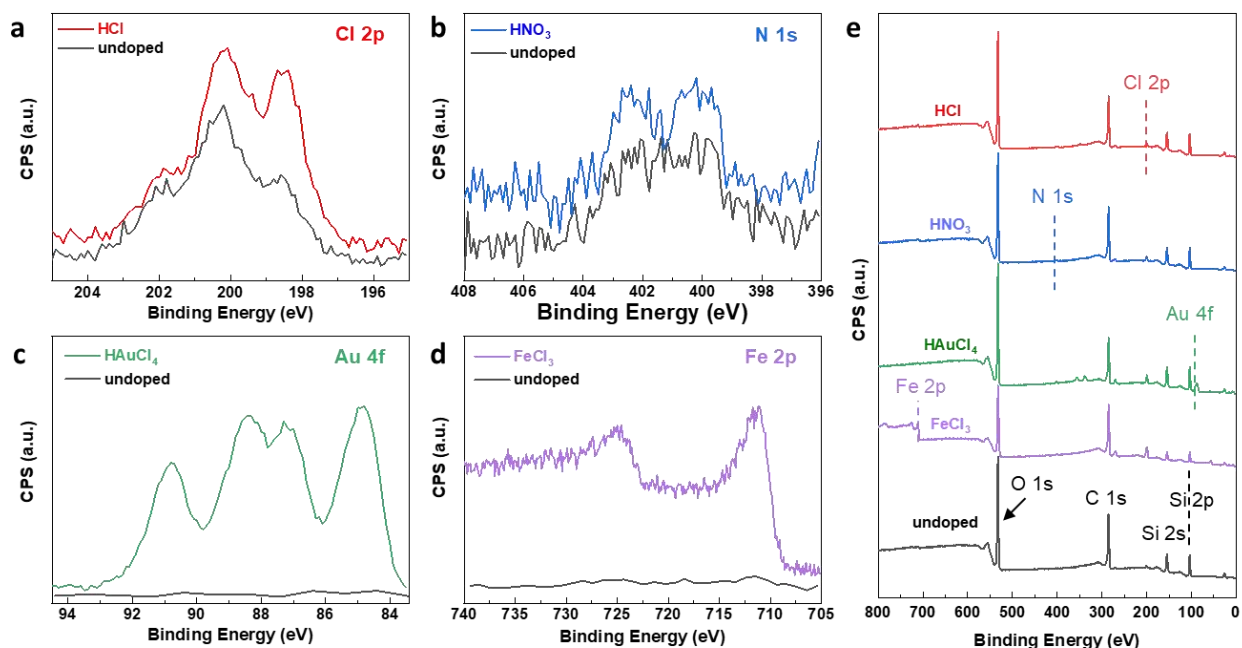 a
HCl
undoped
Cl 2p
CPS (a.u.)
204 202 200 198 196
Binding Energy (eV)
b
HNO₃
undoped
N 1s
CPS (a.u.)
408 406 404 402 400 398 396
Binding Energy (eV)
c
HAuCl₄
undoped
Au 4f
CPS (a.u.)
94 92 90 88 86 84
Binding Energy (eV)
d
FeCl₃
undoped
Fe 2p
CPS (a.u.)
740 735 730 725 720 715 710 705
Binding Energy (eV)
e
HCl
Cl 2p
HNO₃
N 1s
HAuCl₄
Au 4f
Fe 2p
FeCl₃
undoped
O 1s
C 1s
Si 2p
Si 2s
CPS (a.u.)
800 700 600 500 400 300 200 100 0
Binding Energy (eV)